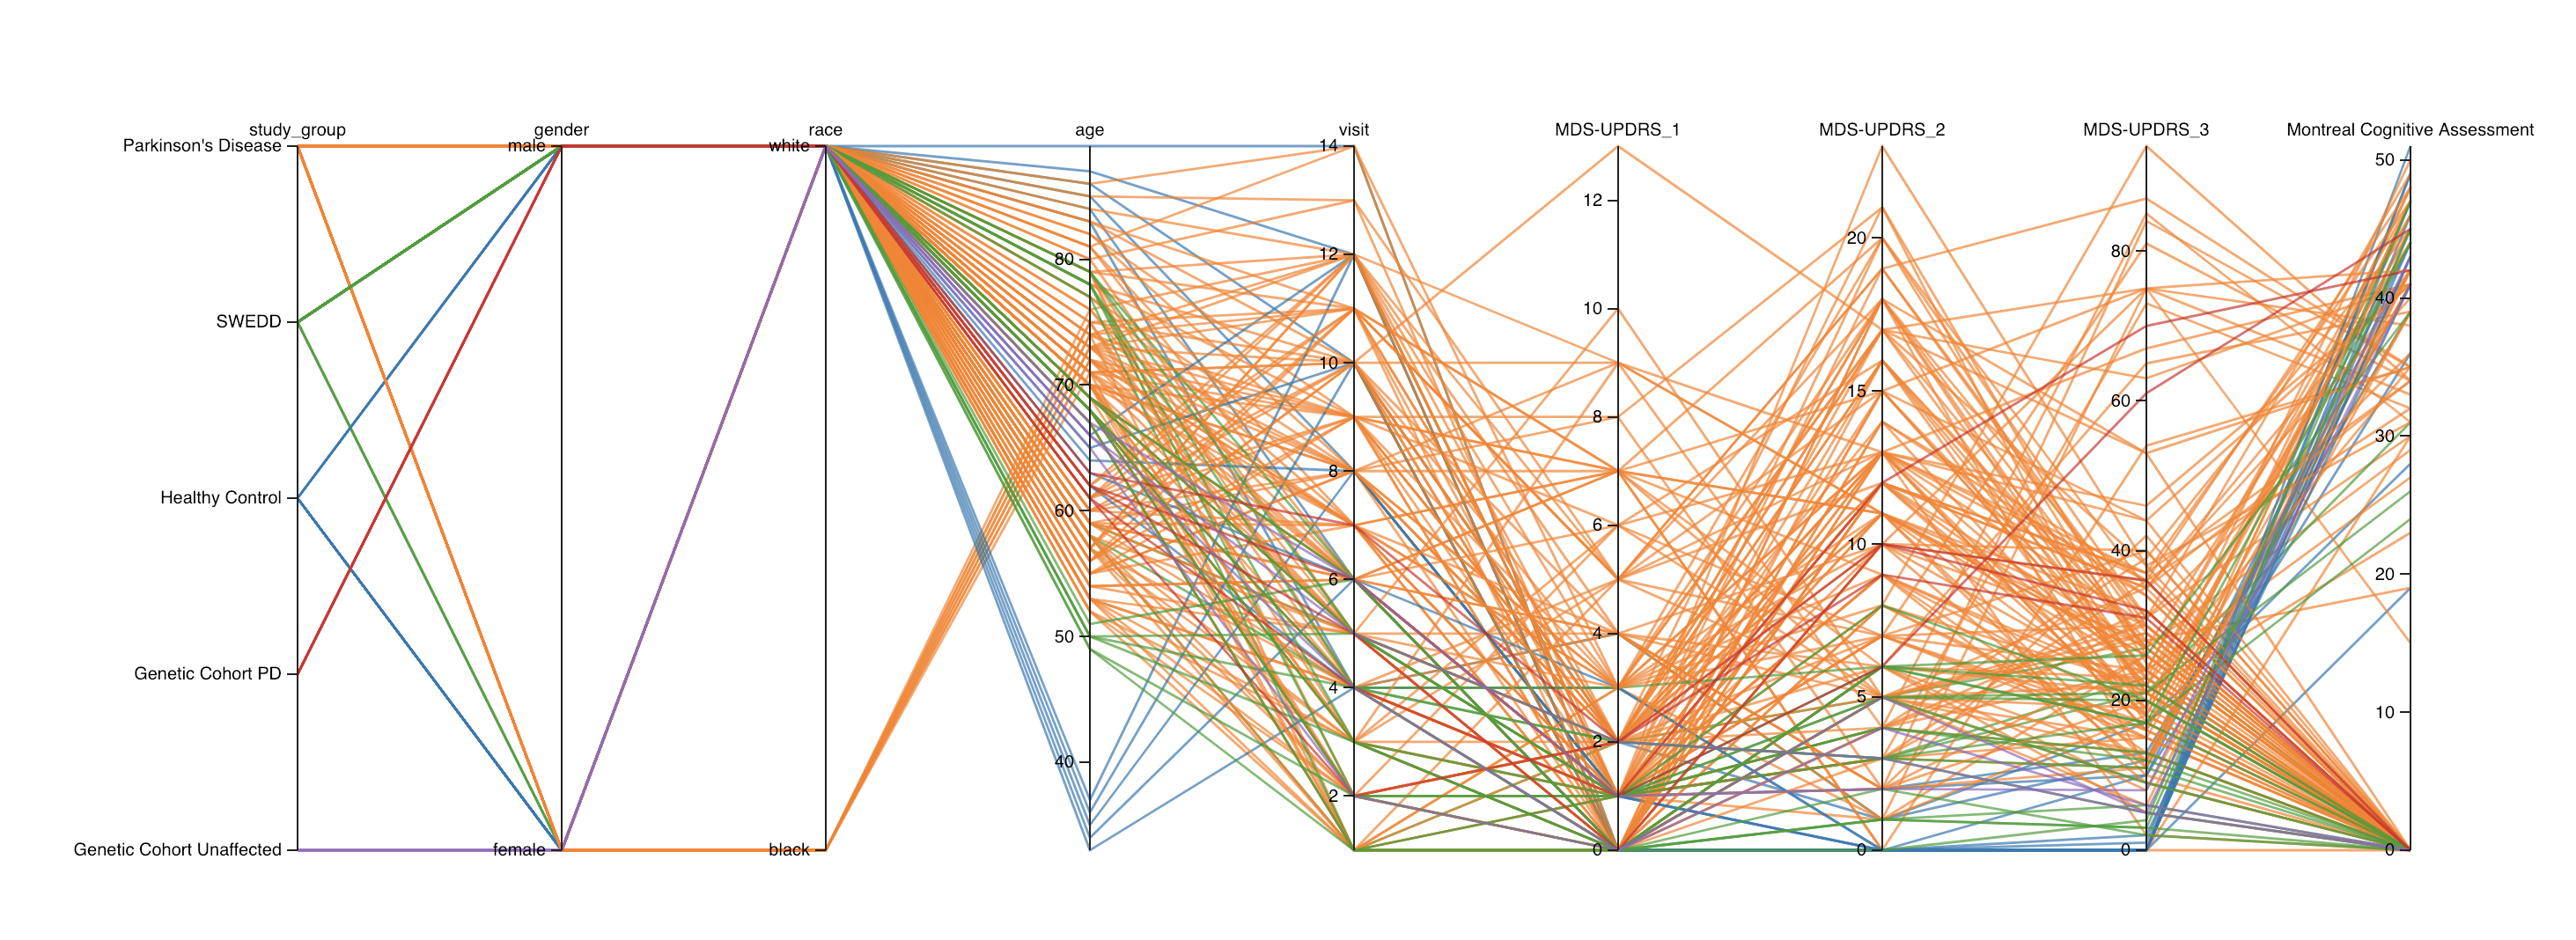 study_group
gender
race
age
visit
MDS-UPDRS_1
MDS-UPDRS_2
MDS-UPDRS_3
Montreal Cognitive Assessment
Parkinson's Disease
SWEDD
Healthy Control
Genetic Cohort PD
Genetic Cohort Unaffected
male
female
white
black
80
70
60
50
40
14
12
10
8
6
4
2
12
10
8
6
4
2
0
20
15
10
5
0
80
60
40
20
0
50
40
30
20
10
0